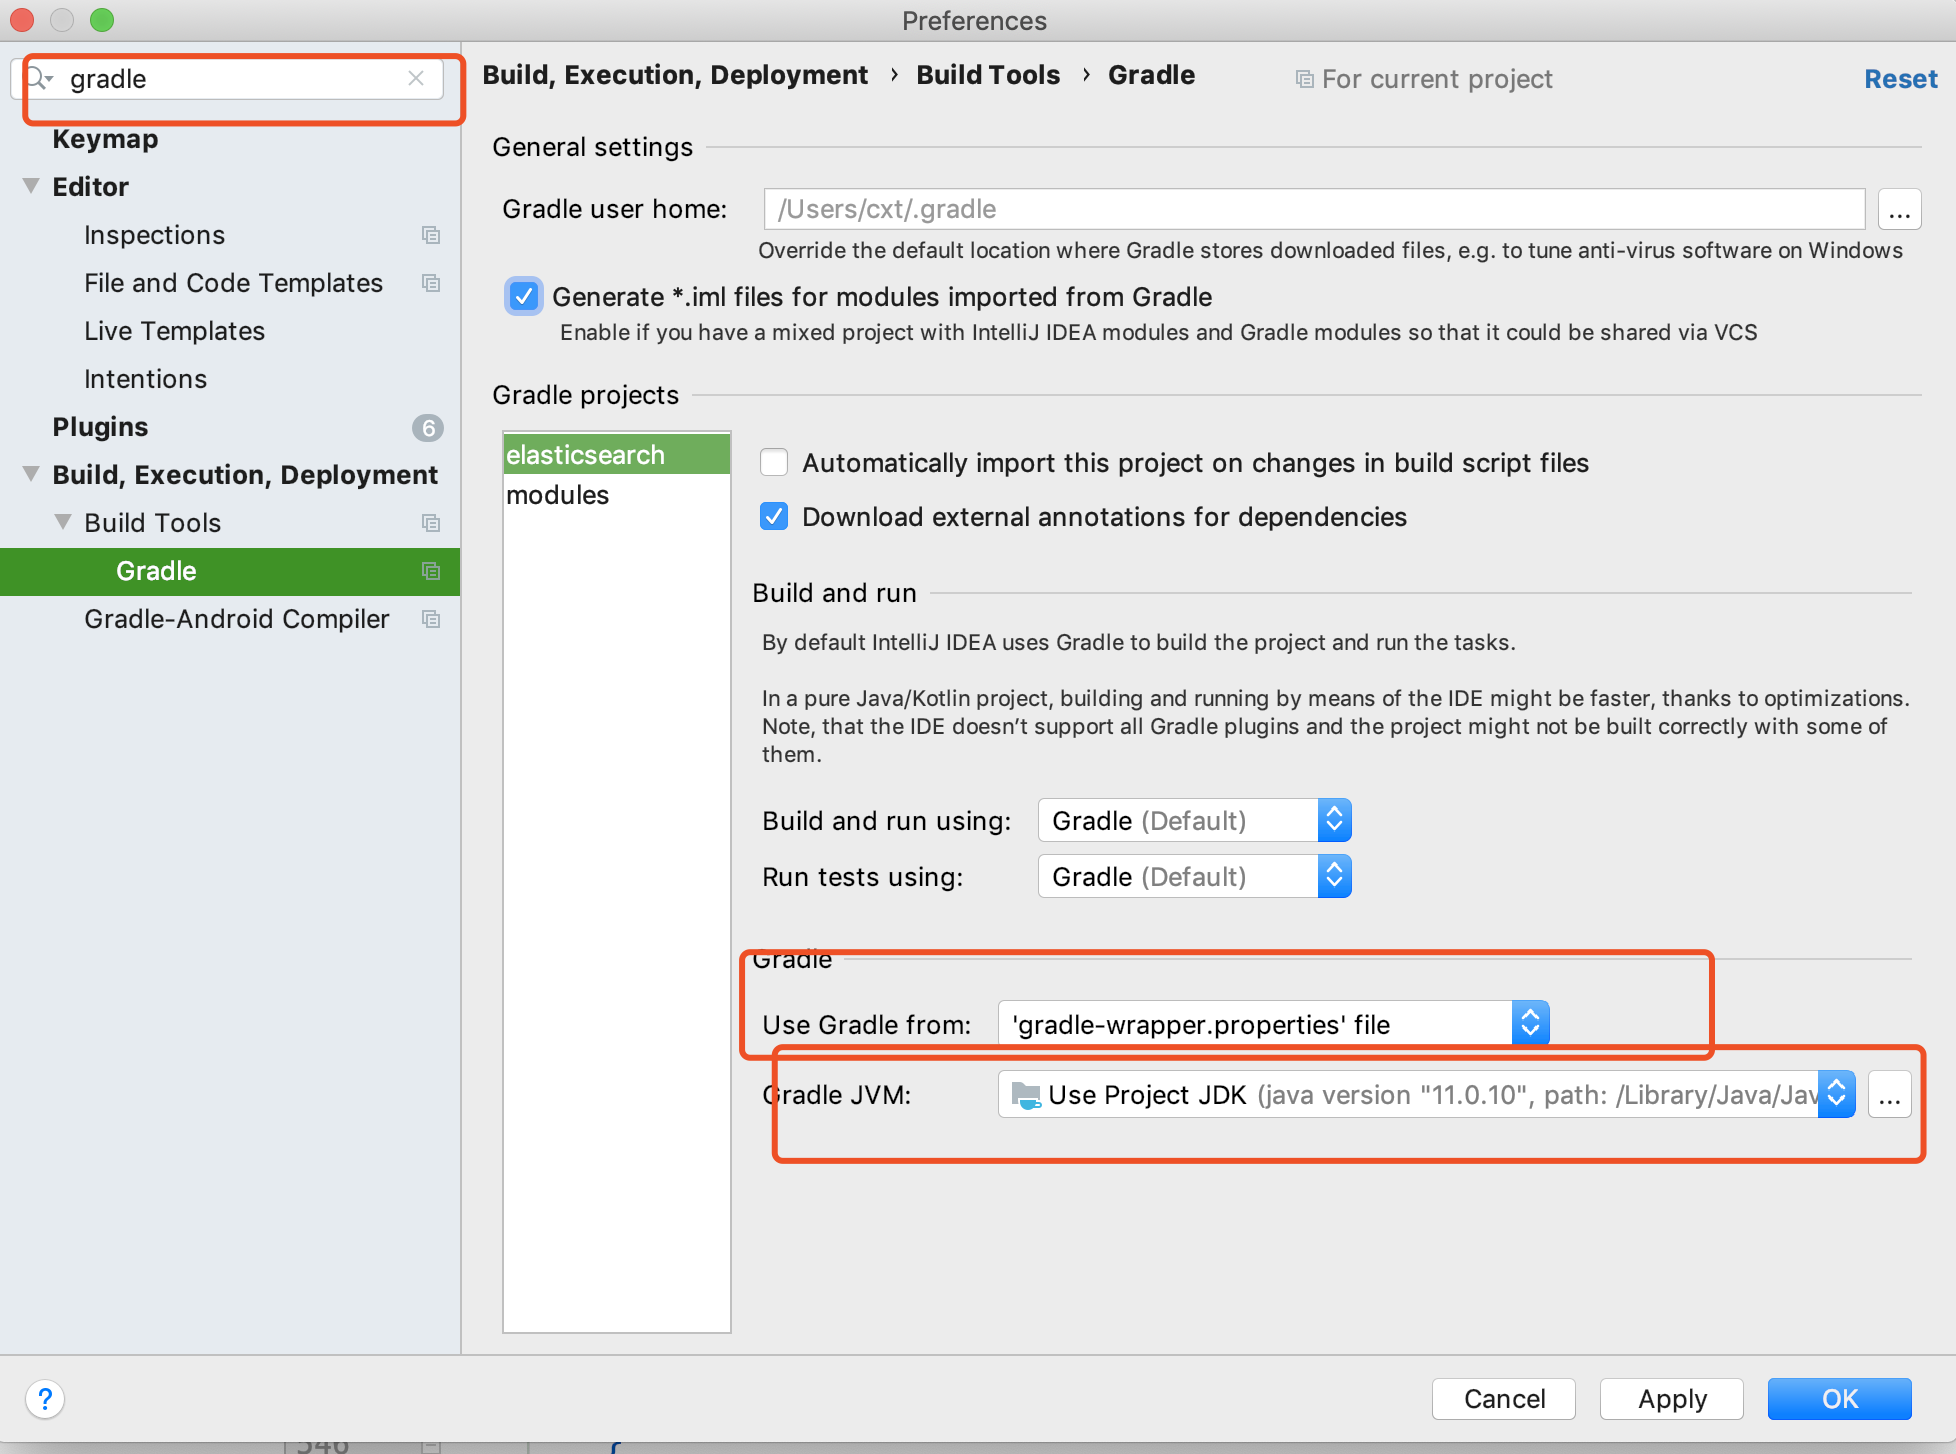 Preferences
gradle
Keymap
Editor
Inspections
File and Code Templates
Live Templates
Intentions
Plugins 6
Build, Execution, Deployment
Build Tools
Gradle
Gradle-Android Compiler
Build, Execution, Deployment › Build Tools › Gradle For current project Reset
General settings
Gradle user home: /Users/cxt/.gradle ...
Override the default location where Gradle stores downloaded files, e.g. to tune anti-virus software on Windows
Generate *.iml files for modules imported from Gradle
Enable if you have a mixed project with IntelliJ IDEA modules and Gradle modules so that it could be shared via VCS
Gradle projects
elasticsearch
modules
Automatically import this project on changes in build script files
Download external annotations for dependencies
Build and run
By default IntelliJ IDEA uses Gradle to build the project and run the tasks.
In a pure Java/Kotlin project, building and running by means of the IDE might be faster, thanks to optimizations.
Note, that the IDE doesn’t support all Gradle plugins and the project might not be built correctly with some of
them.
Build and run using: Gradle (Default)
Run tests using: Gradle (Default)
Gradle
Use Gradle from: 'gradle-wrapper.properties' file
Gradle JVM: Use Project JDK (java version "11.0.10", path: /Library/Java/Jav ...
? Cancel Apply OK
546 {